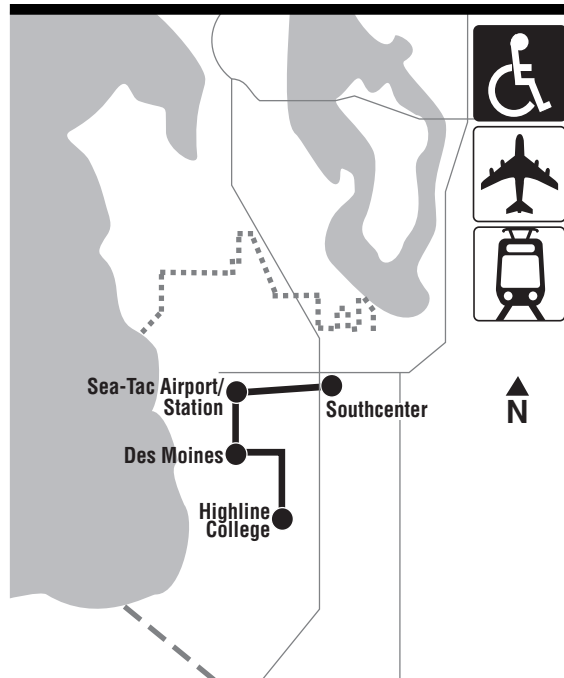 Sea-Tac Airport/
Station
Southcenter
N
Des Moines
Highline
College